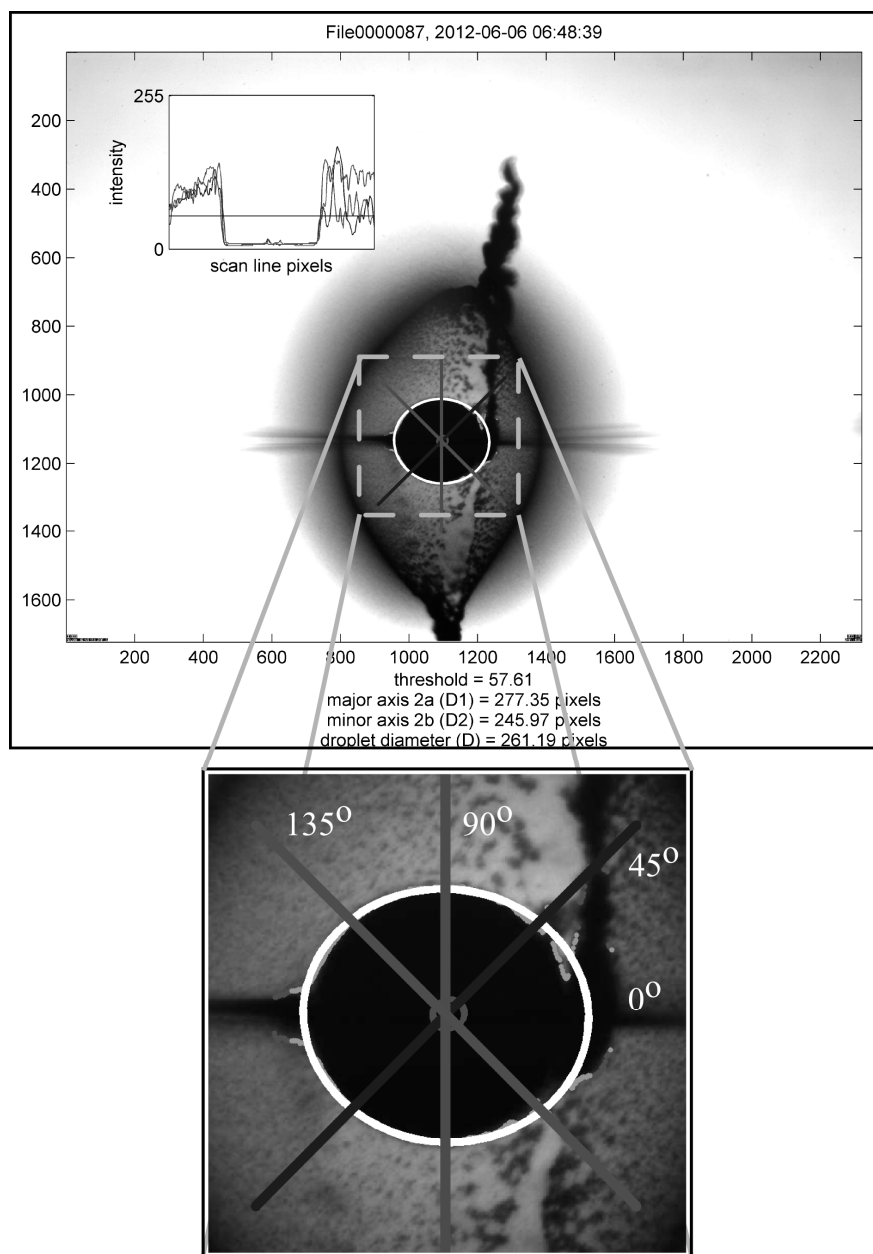 File0000087, 2012-06-06 06:48:39
255
intensity
0
scan line pixels
200
400
600
800
1000
1200
1400
1600
200 400 600 800 1000 1200 1400 1600 1800 2000 2200
threshold = 57.61
major axis 2a (D1) = 277.35 pixels
minor axis 2b (D2) = 245.97 pixels
droplet diameter (D) = 261.19 pixels
135° 90°
45°
0°